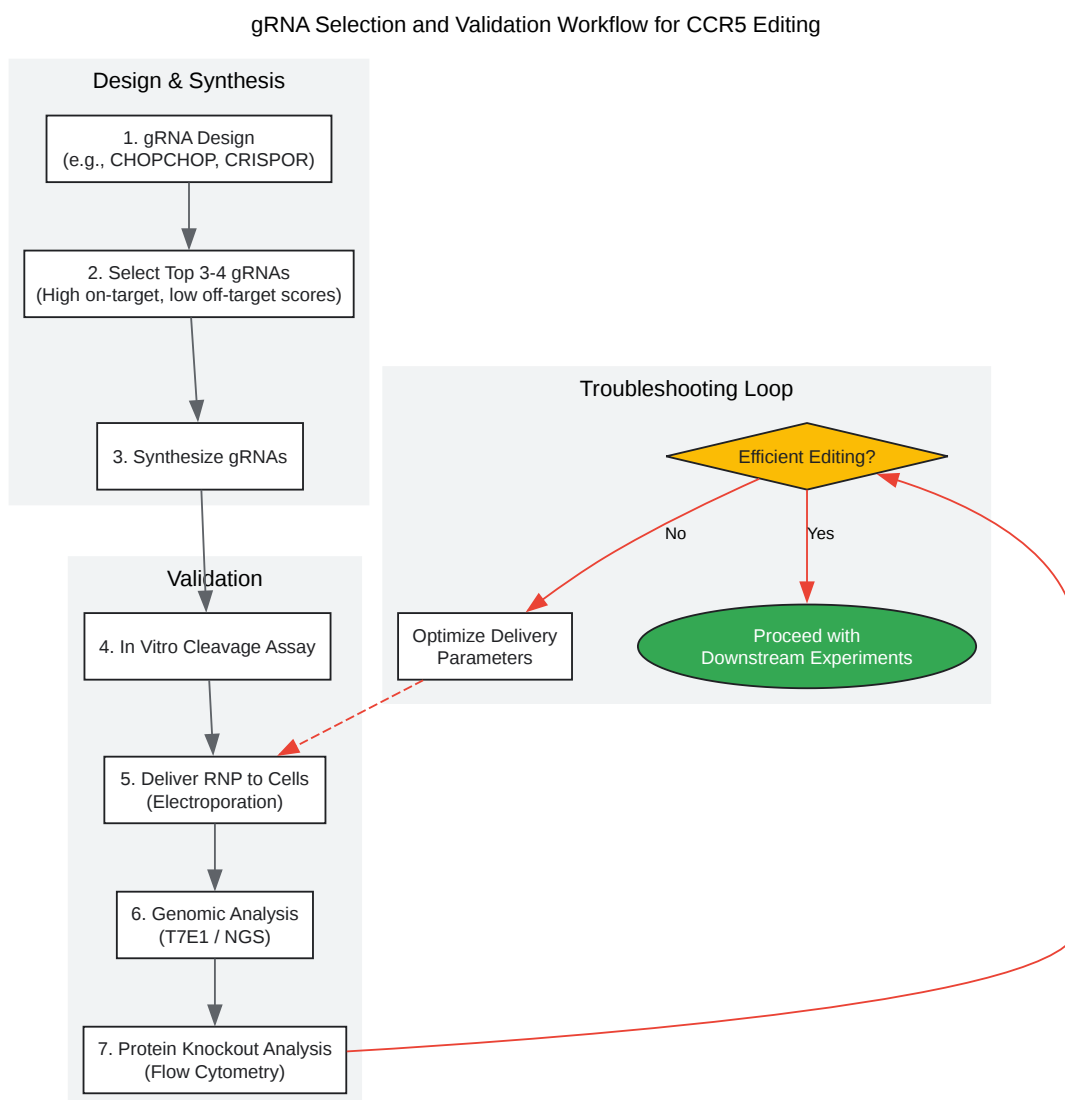 gRNA Selection and Validation Workflow for CCR5 Editing
Design & Synthesis
1. gRNA Design
(e.g., CHOPCHOP, CRISPOR)
2. Select Top 3-4 gRNAs
(High on-target, low off-target scores)
3. Synthesize gRNAs
Validation
4. In Vitro Cleavage Assay
5. Deliver RNP to Cells
(Electroporation)
6. Genomic Analysis
(T7E1 / NGS)
7. Protein Knockout Analysis
(Flow Cytometry)
Troubleshooting Loop
Efficient Editing?
No
Yes
Optimize Delivery
Parameters
Proceed with
Downstream Experiments